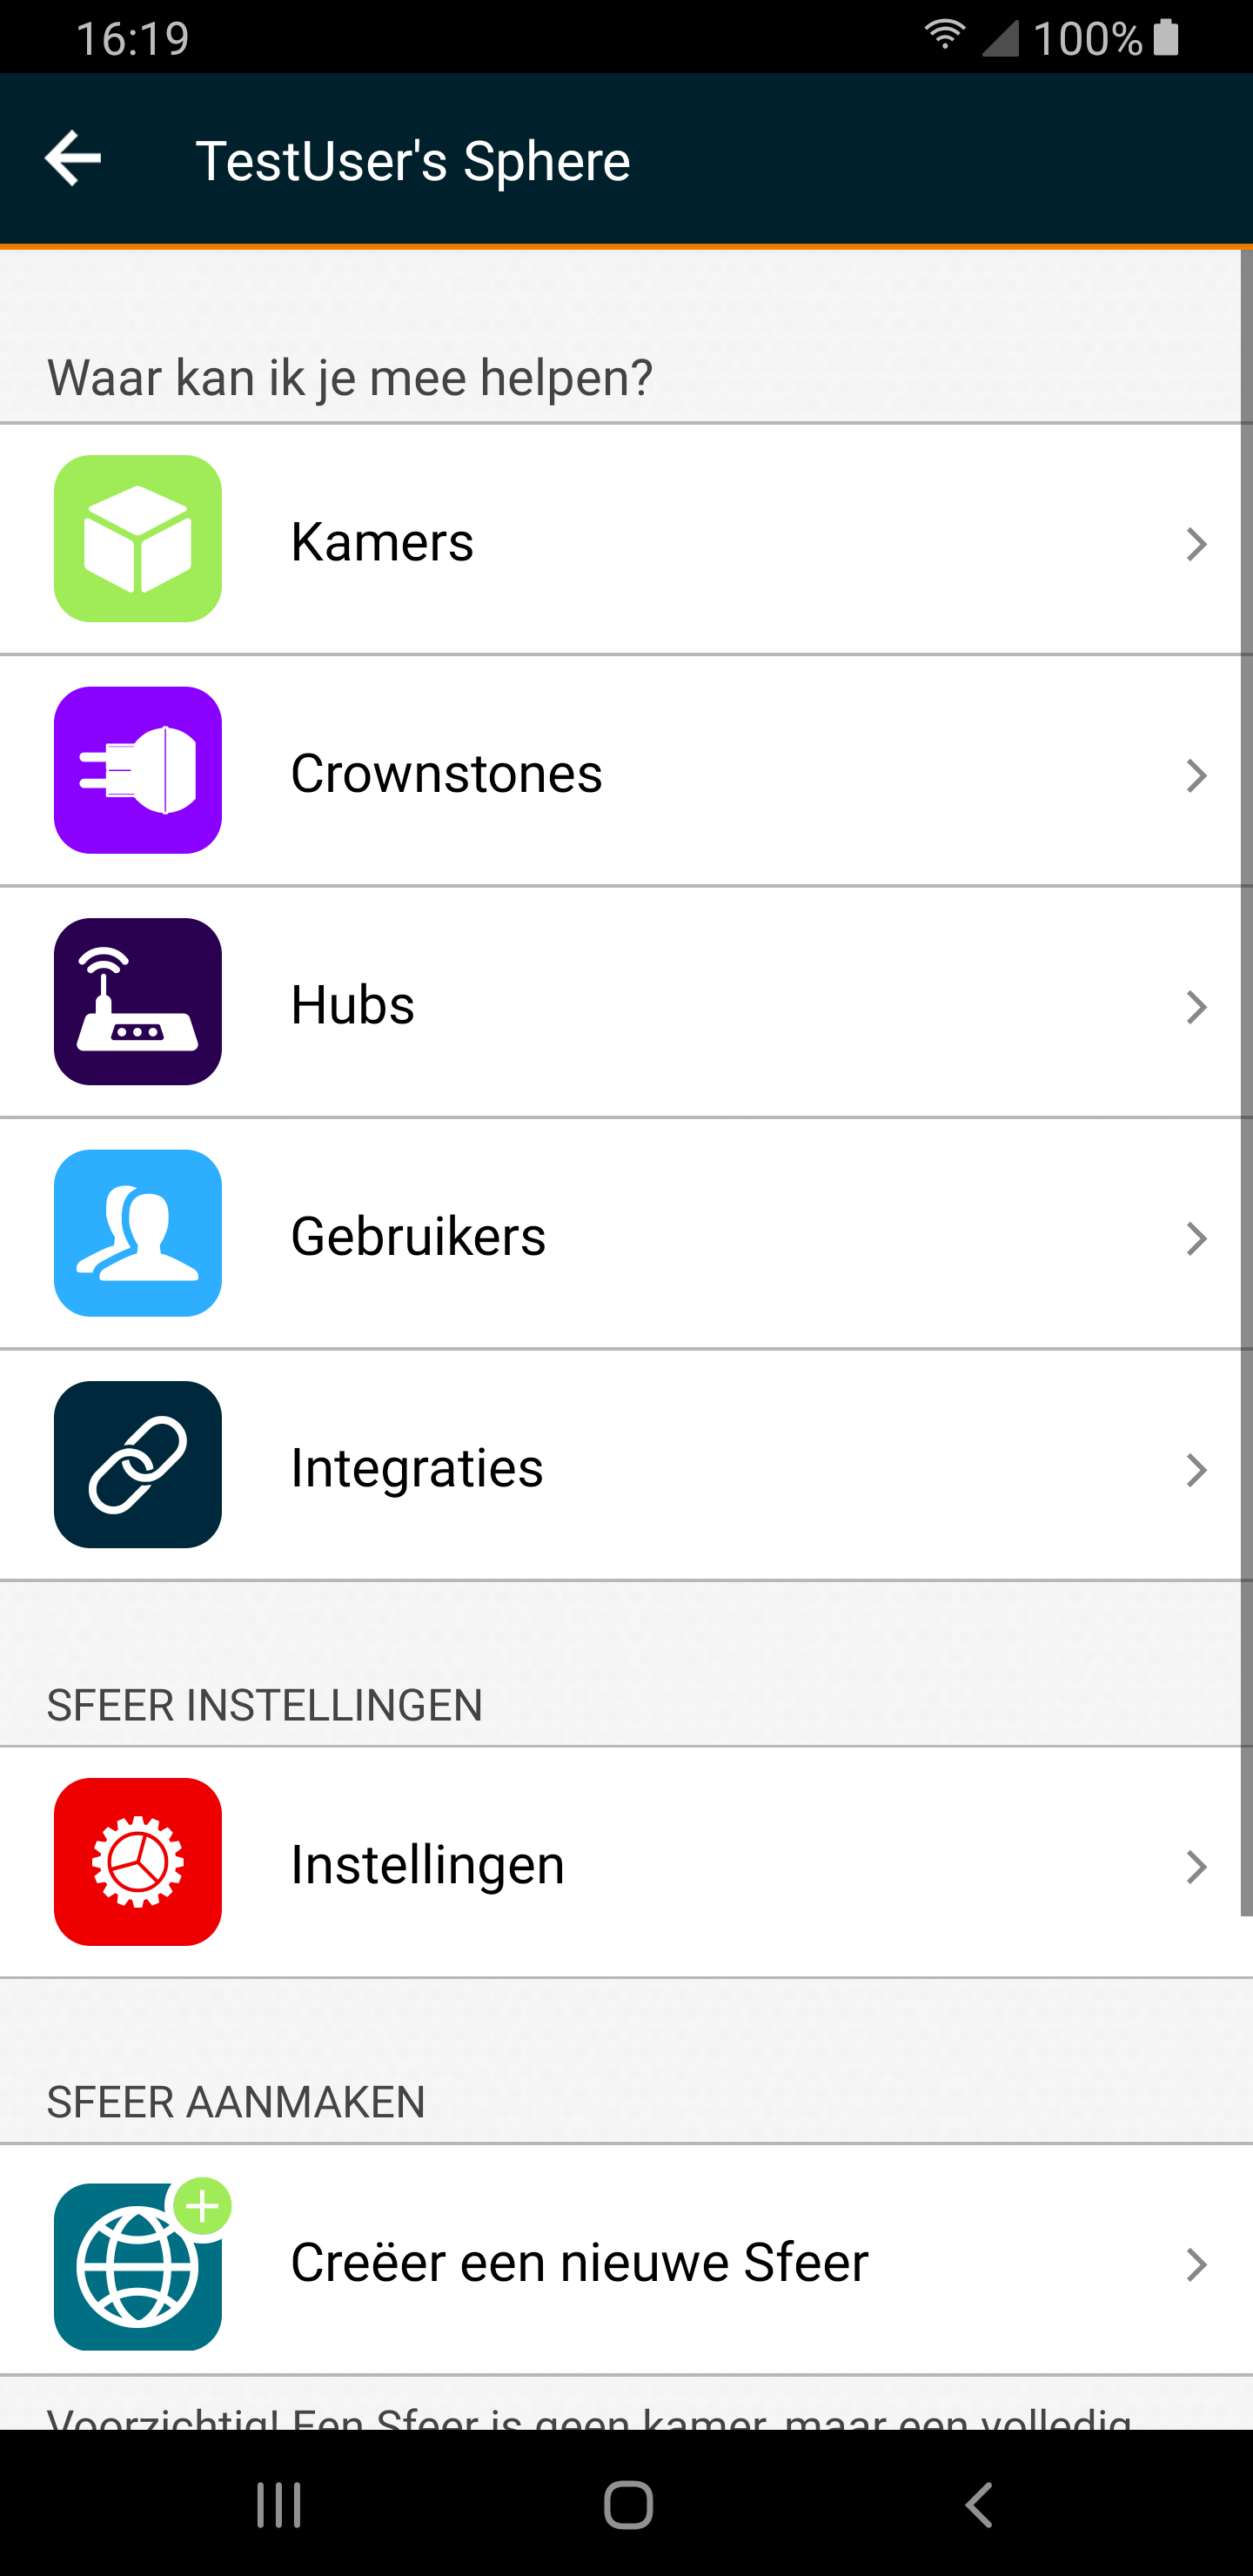 16:19
100%
TestUser's Sphere
Waar kan ik je mee helpen?
Kamers
Crownstones
Hubs
Gebruikers
Integraties
SFEER INSTELLINGEN
Instellingen
SFEER AANMAKEN
Creëer een nieuwe Sfeer
Voorzichtig! Een Sfeer is geen kamer, maar een volledig